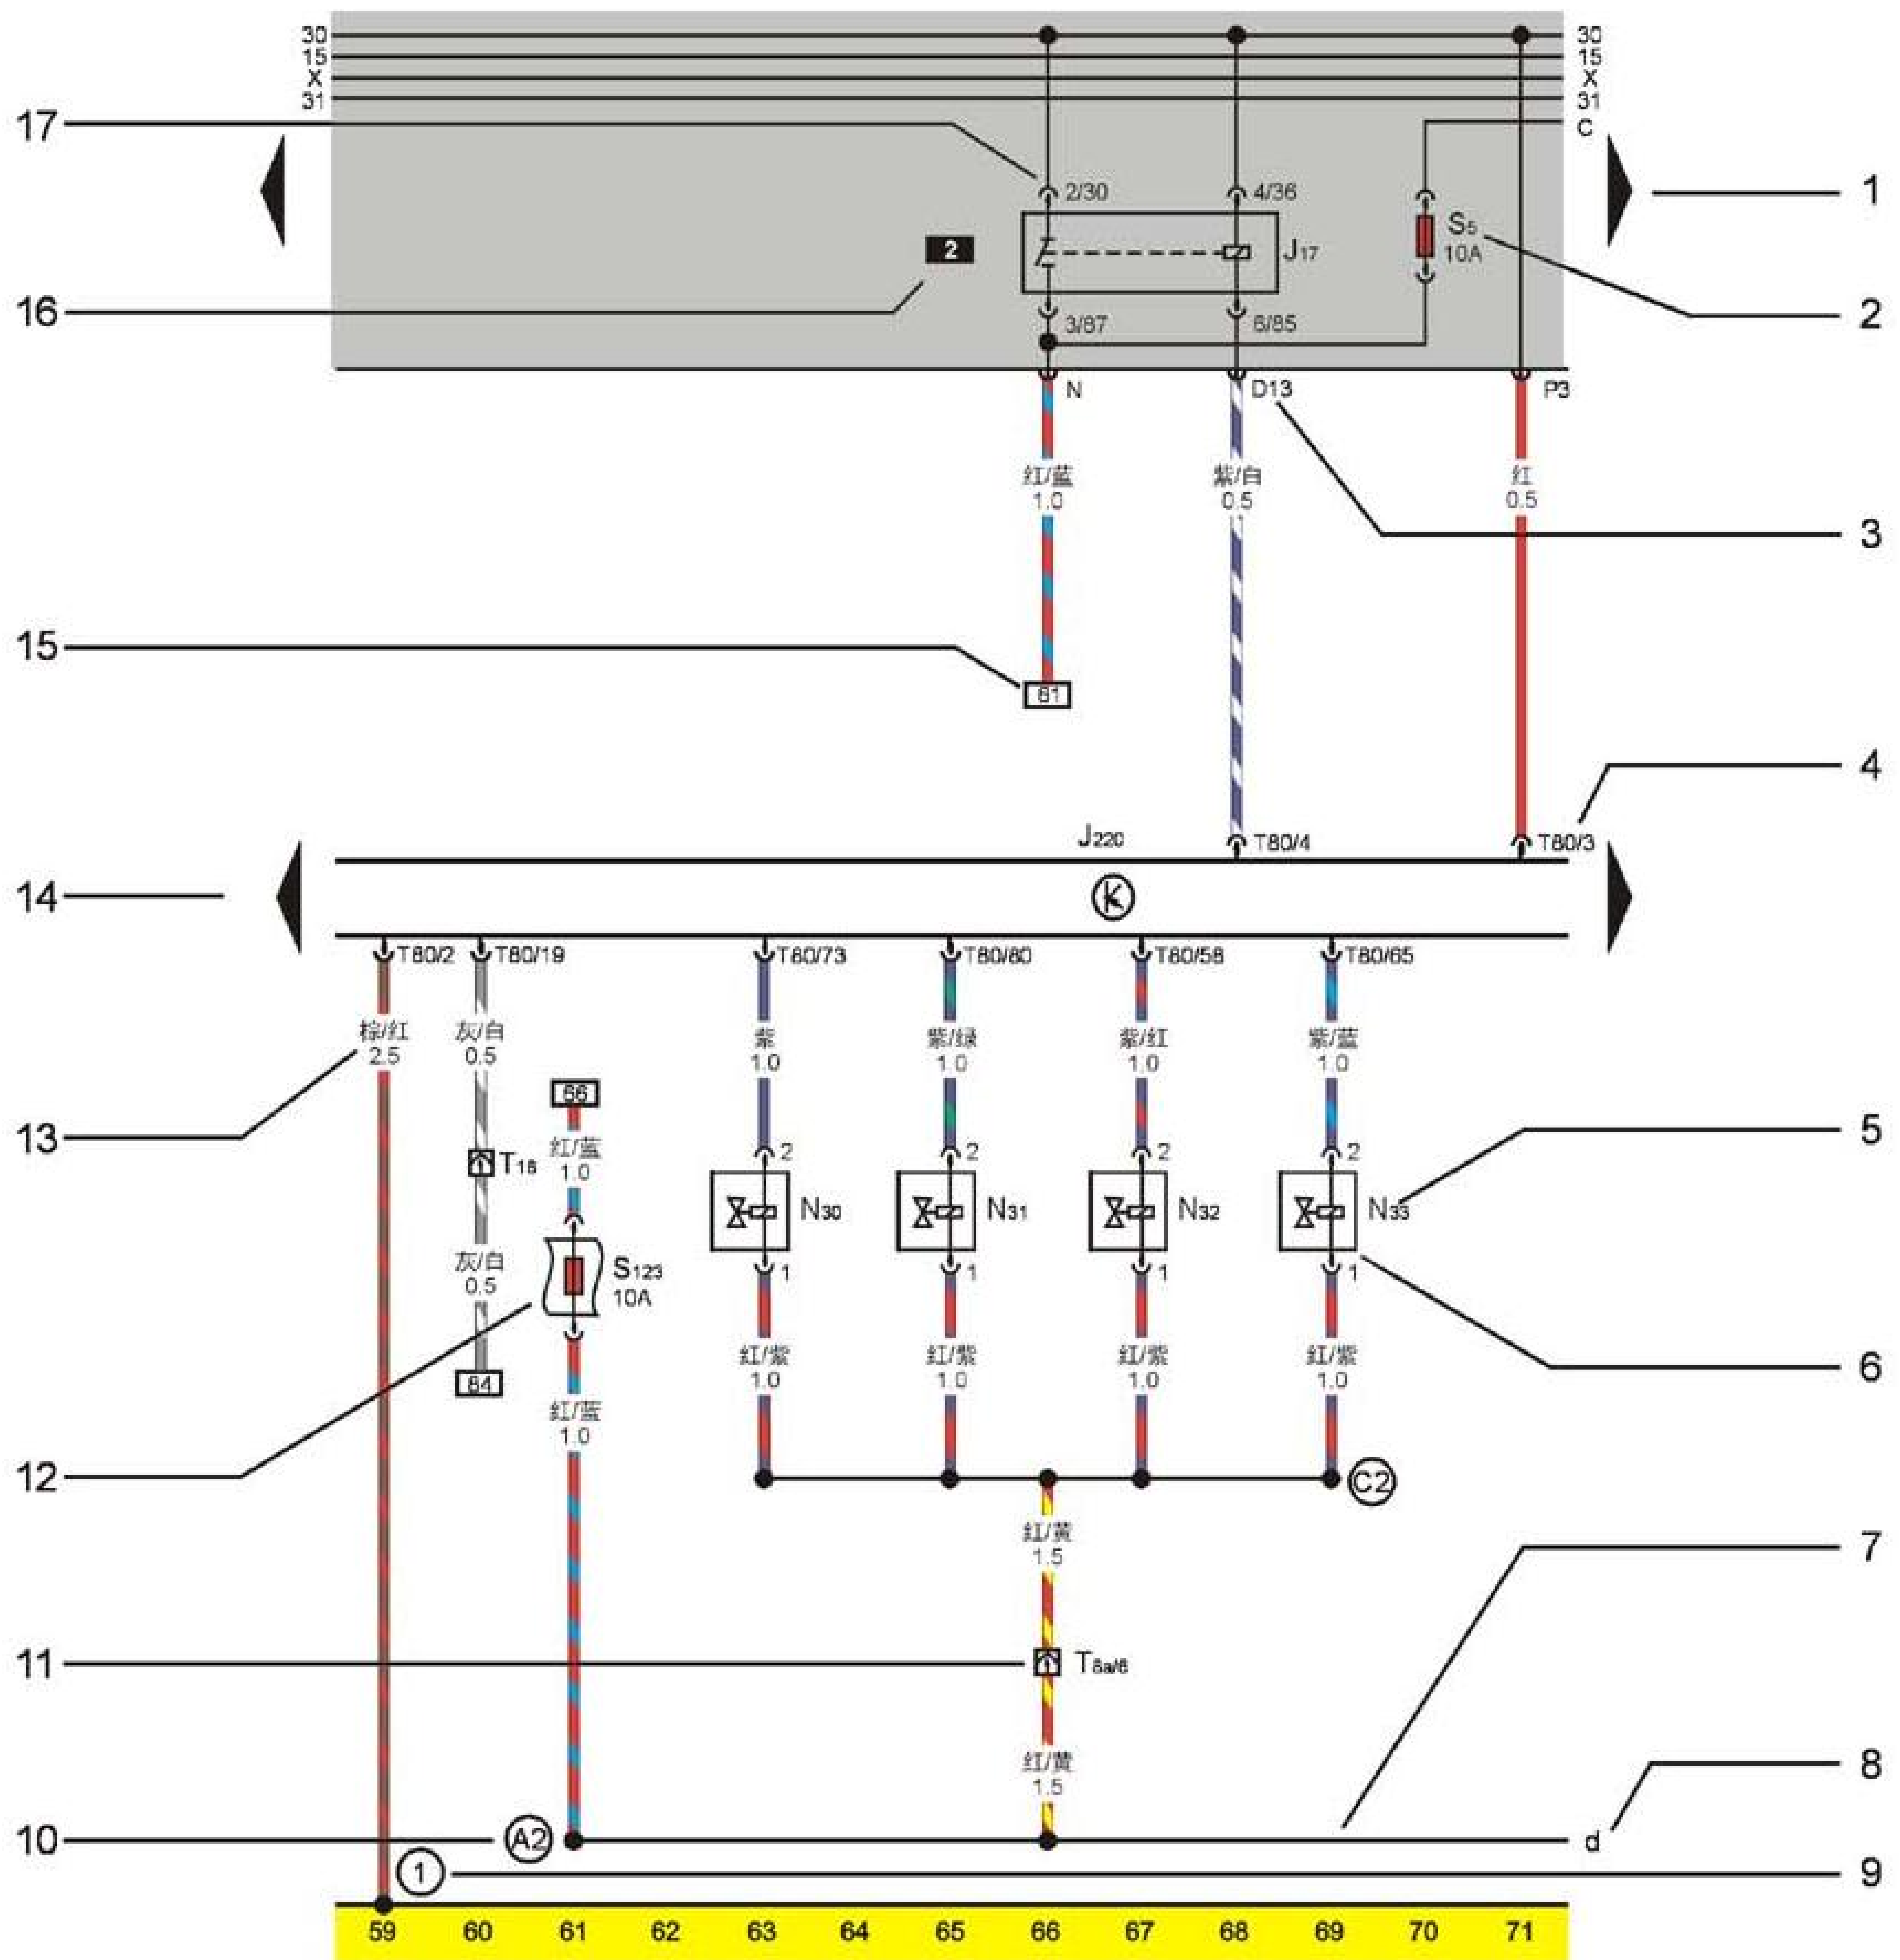 30 30
15 15
X X
31 31
17 C
2/30 4/36 1
2 J17 S5
10A
16 3/87 6/85 2
N D13 P3
红/蓝 紫/白 红
1.0 0.5 0.5
3
15
61
4
J220 T80/4 T80/3
14 K
T80/2 T80/19 T80/73 T80/80 T80/58 T80/65
棕/红 灰/白 紫 紫/绿 紫/红 紫/蓝
2.5 0.5 1.0 1.0 1.0 1.0
66
13 5
红/蓝 2 2 2 2
T18 1.0
N30 N31 N32 N33
灰/白 S123 1 1 1 1
0.5 10A
红/紫 红/紫 红/紫 红/紫 6
84 1.0 1.0 1.0 1.0
红/蓝
1.0
12 C2
红/黄 7
1.5
11 T8a/6
红/黄 8
1.5
10 A2 d
1 9
59 60 61 62 63 64 65 66 67 68 69 70 71